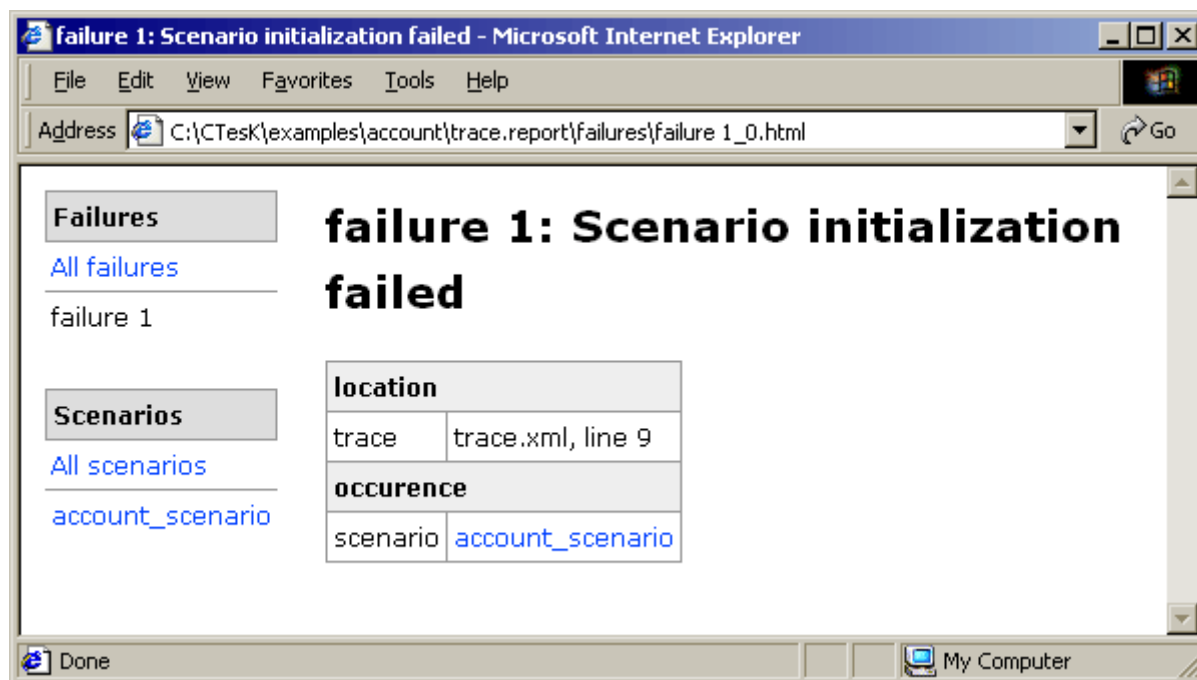 failure 1: Scenario initialization failed - Microsoft Internet Explorer
File Edit View Favorites Tools Help
Address C:\CTesK\examples\account\trace.report\failures\failure 1_0.html Go
Failures
All failures
failure 1
Scenarios
All scenarios
account_scenario
failure 1: Scenario initialization
failed
location
trace trace.xml, line 9
occurence
scenario account_scenario
Done My Computer